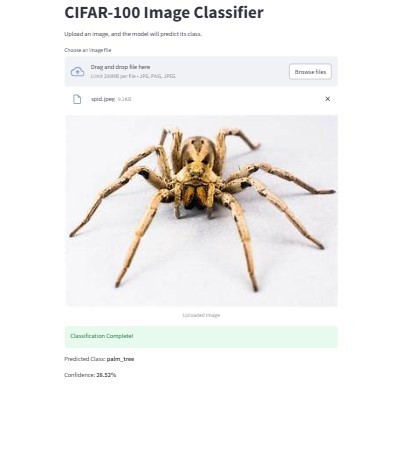 CIFAR-100 Image Classifier
Upload an image, and the model will predict its class.
Choose an image file
Drag and drop file here
Limit 200MB per file • JPG, PNG, JPEG
Browse files
spid.jpeg 9.1KB
Uploaded Image
Classification Complete!
Predicted Class: palm_tree
Confidence: 28.52%